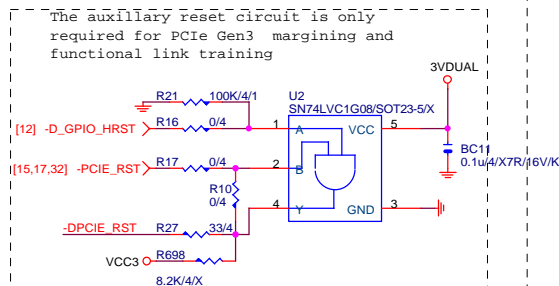 The auxillary reset circuit is only
required for PCIe Gen3 margining and
functional link training
3VDUAL
R21 100K/4/1
U2
SN74LVC1G08/SOT23-5/X
[12] -D_GPIO_HRST R16 0/4 1 A VCC 5
BC11
0.1u/4/X7R/16V/K
[15,17,32] -PCIE_RST R17 0/4 2 B
R10
0/4
4 Y GND 3
-DPCIE_RST R27 33/4
VCC3 R698
8.2K/4/X